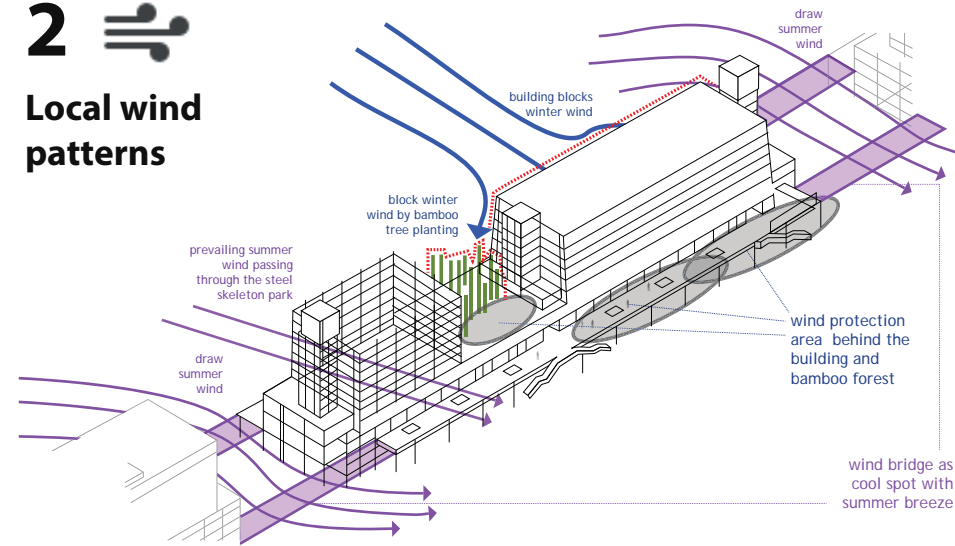 2
Local wind
patterns
draw
summer
wind
building blocks
winter wind
block winter
wind by bamboo
tree planting
prevailing summer
wind passing
through the steel
skeleton park
draw
summer
wind
wind protection
area behind the
building and
bamboo forest
wind bridge as
cool spot with
summer breeze